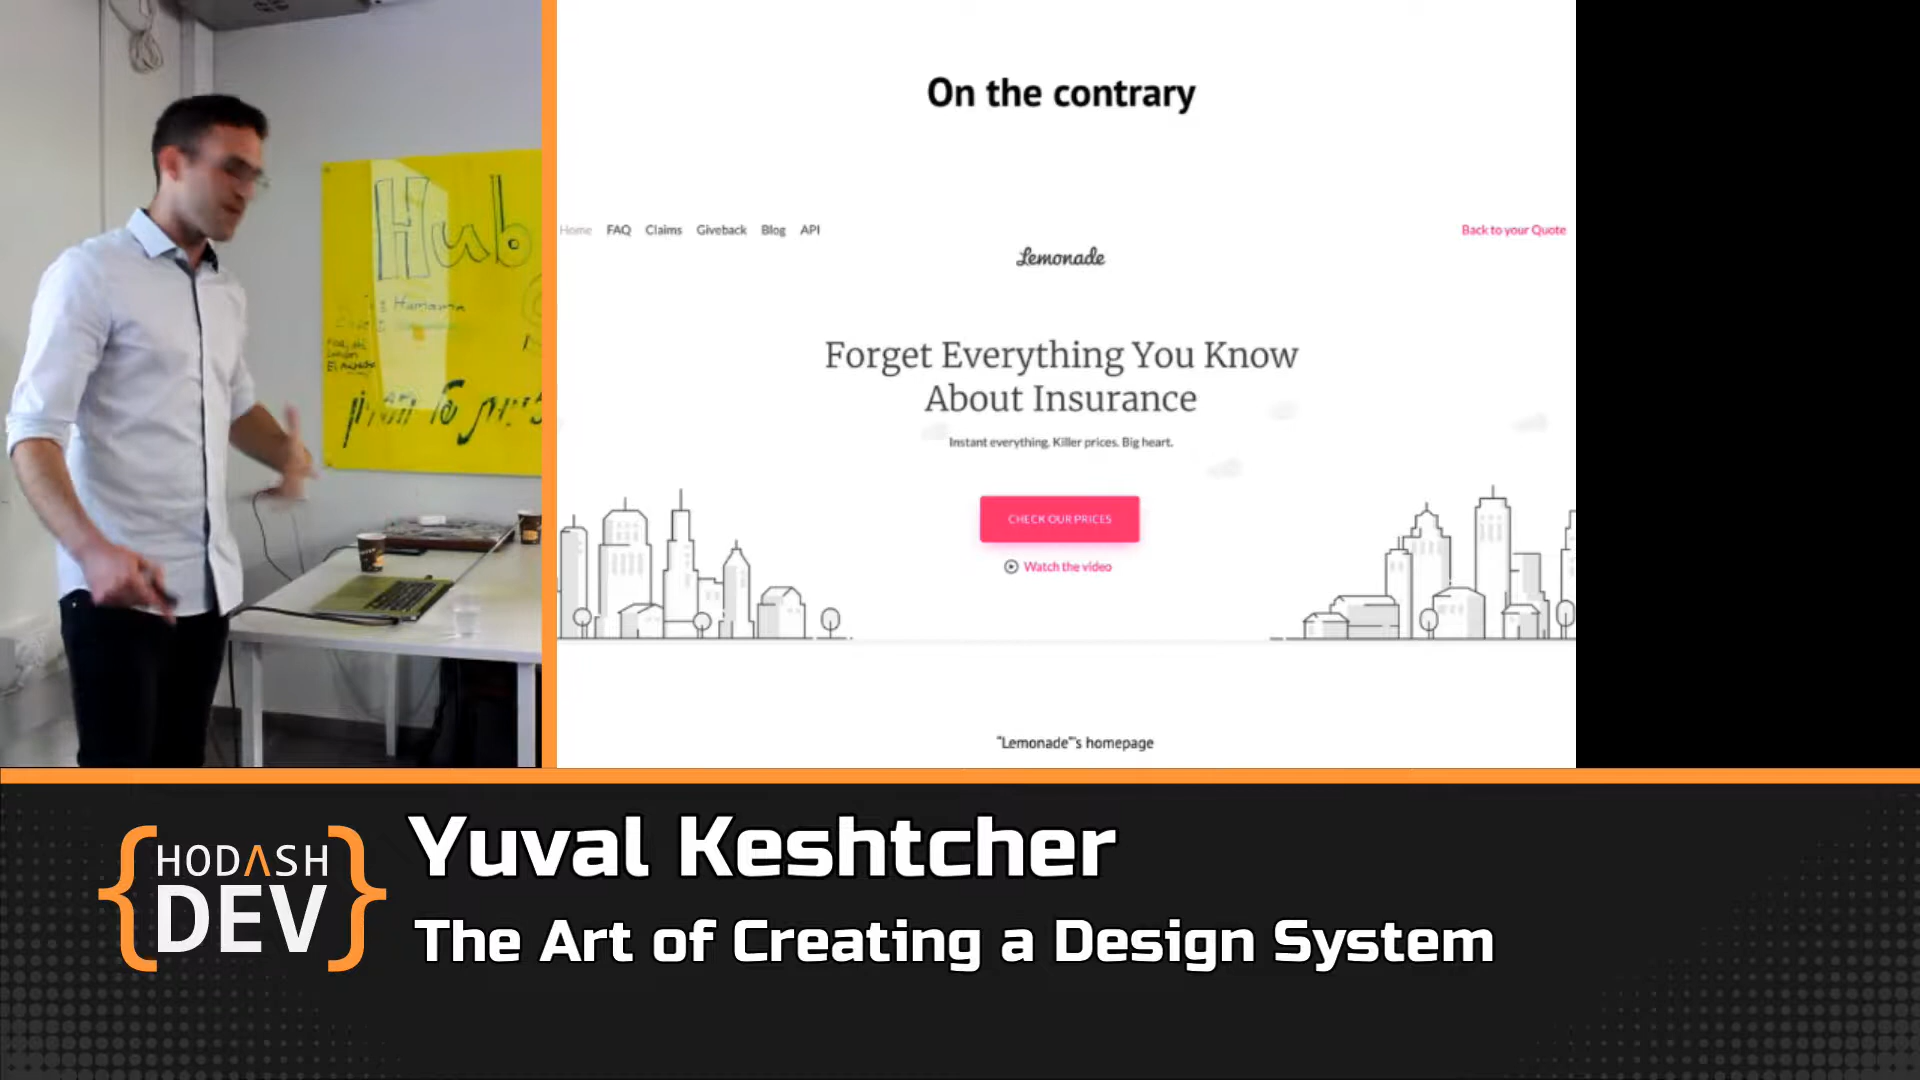 Hub
Humama
On the contrary
Home FAQ Claims Giveback Blog API
Back to your Quote
Lemonade
Forget Everything You Know
About Insurance
Instant everything. Killer prices. Big heart.
CHECK OUR PRICES
Watch the video
"Lemonade"'s homepage
{HODASH
DEV}
Yuval Keshtcher
The Art of Creating a Design System